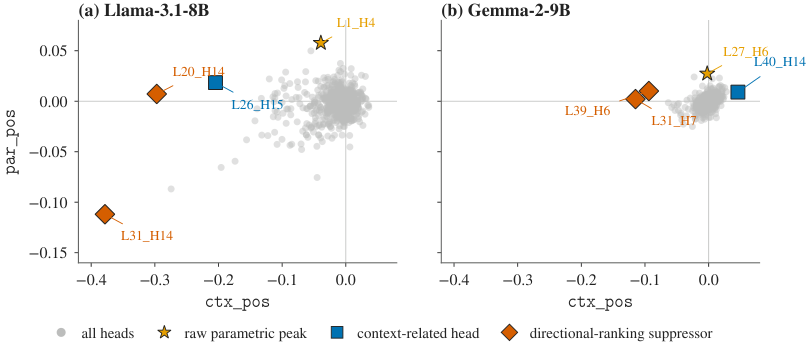 (a) Llama-3.1-8B
(b) Gemma-2-9B
par_pos
0.05
0.00
−0.05
−0.10
−0.15
L1_H4
L20_H14
L26_H15
L31_H14
−0.4
−0.3
−0.2
−0.1
0.0
ctx_pos
L27_H6
L40_H14
L39_H6
L31_H7
−0.4
−0.3
−0.2
−0.1
0.0
ctx_pos
all heads
raw parametric peak
context-related head
directional-ranking suppressor